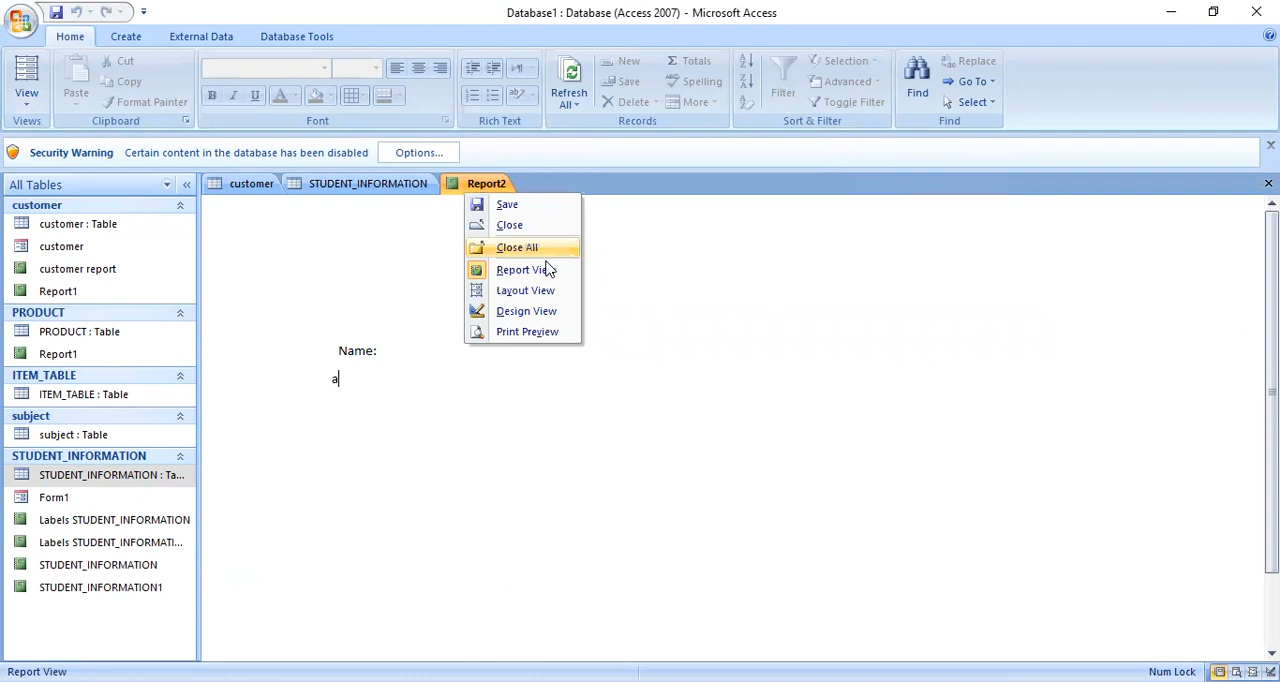 Database1 : Database (Access 2007) - Microsoft Access
Home Create External Data Database Tools
View
Views
Paste
Cut
Copy
Format Painter
Clipboard
B I U A
Font
Rich Text
Refresh All
New
Save
Delete
Totals
Spelling
More
Records
Filter
Selection
Advanced
Toggle Filter
Sort & Filter
Find
Replace
Go To
Select
Find
Security Warning Certain content in the database has been disabled Options...
All Tables
customer
customer : Table
customer
customer report
Report1
PRODUCT
PRODUCT : Table
Report1
ITEM_TABLE
ITEM_TABLE : Table
subject
subject : Table
STUDENT_INFORMATION
STUDENT_INFORMATION : Ta...
Form1
Labels STUDENT_INFORMATION
Labels STUDENT_INFORMATI...
STUDENT_INFORMATION
STUDENT_INFORMATION1
customer STUDENT_INFORMATION Report2
Save
Close
Close All
Report View
Layout View
Design View
Print Preview
Name:
a
Report View
Num Lock